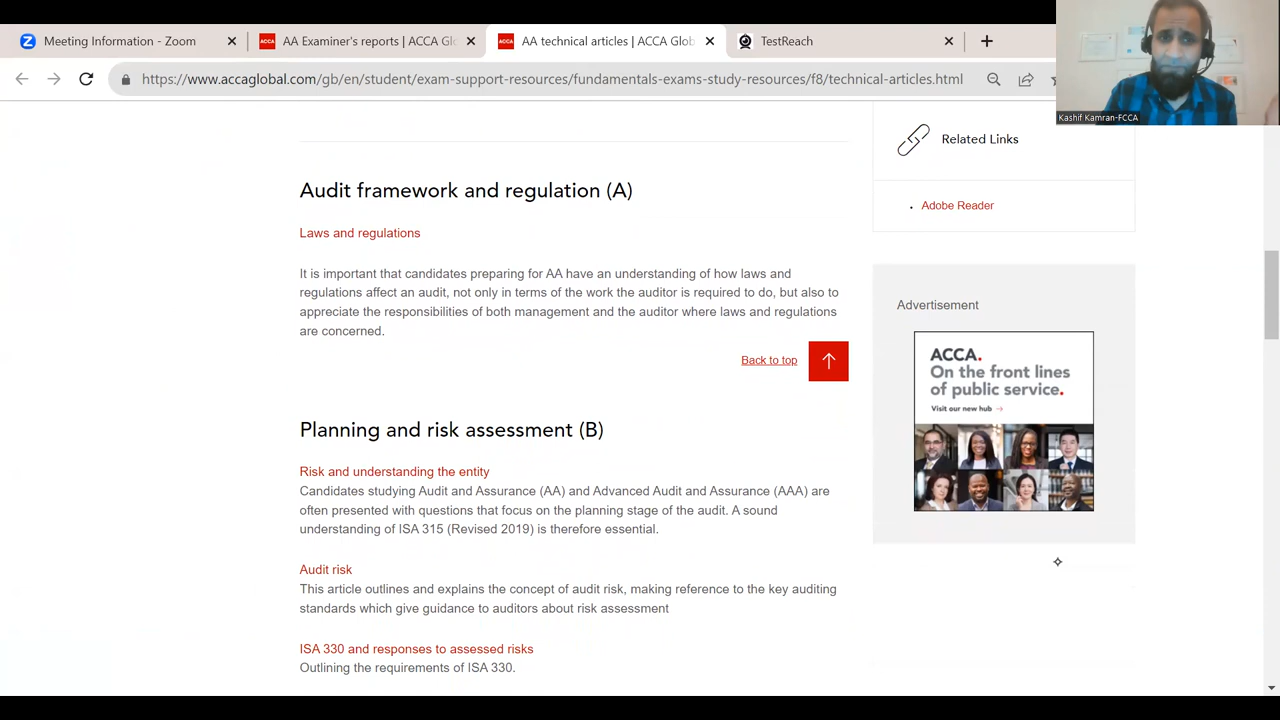 Meeting Information - Zoom
ACCA
AA Examiner's reports | ACCA Glo
ACCA
AA technical articles | ACCA Glob
TestReach
https://www.accaglobal.com/gb/en/student/exam-support-resources/fundamentals-exams-study-resources/f8/technical-articles.html
Kashif Kamran-FCCA
Related Links
Adobe Reader
Audit framework and regulation (A)
Laws and regulations
It is important that candidates preparing for AA have an understanding of how laws and
regulations affect an audit, not only in terms of the work the auditor is required to do, but also to
appreciate the responsibilities of both management and the auditor where laws and regulations
are concerned.
Back to top
Advertisement
ACCA.
On the front lines
of public service.
Visit our new hub →
Planning and risk assessment (B)
Risk and understanding the entity
Candidates studying Audit and Assurance (AA) and Advanced Audit and Assurance (AAA) are
often presented with questions that focus on the planning stage of the audit. A sound
understanding of ISA 315 (Revised 2019) is therefore essential.
Audit risk
This article outlines and explains the concept of audit risk, making reference to the key auditing
standards which give guidance to auditors about risk assessment
ISA 330 and responses to assessed risks
Outlining the requirements of ISA 330.